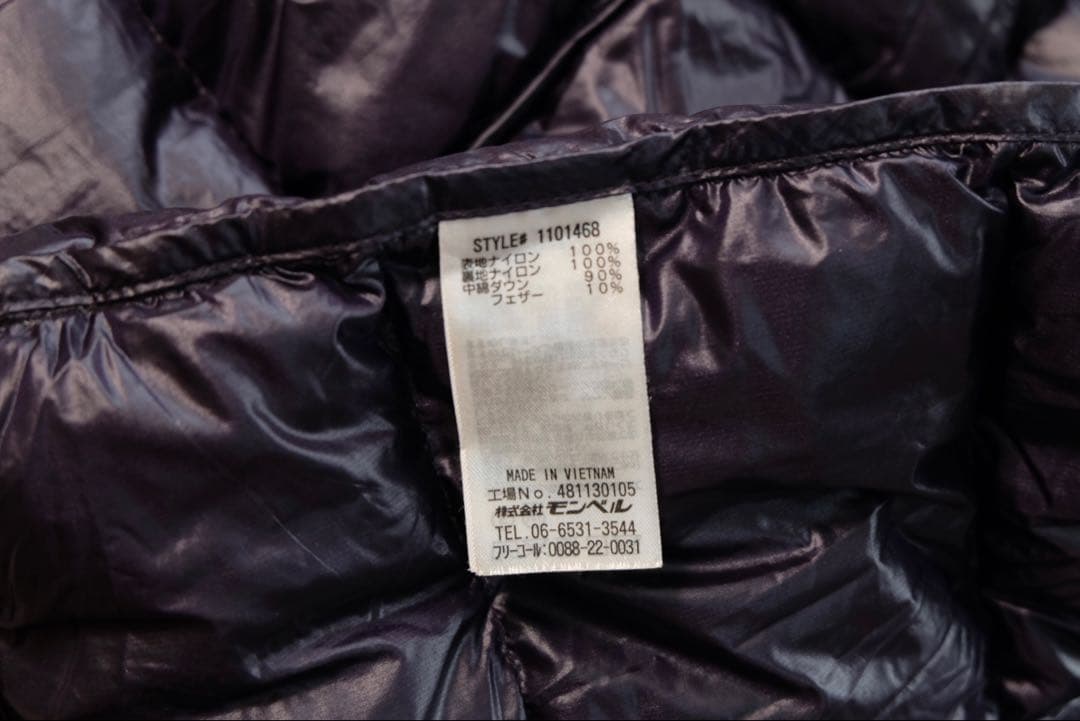 STYLE# 1101468
表地ナイロン 100%
裏地ナイロン 100%
中綿ダウン 90%
フェザー 10%
MADE IN VIETNAM
工場No. 481130105
株式会社 モンベル
TEL.06-6531-3544
フリーコール:0088-22-0031